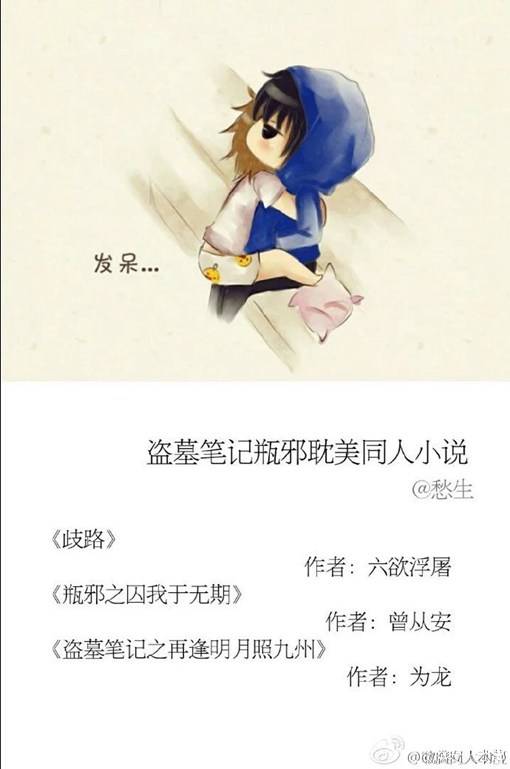 发呆...
盗墓笔记瓶邪耽美同人小说
@愁生
《歧路》
作者：六欲浮屠
《瓶邪之囚我于无期》
作者：曾从安
《盗墓笔记之再逢明月照九州》
作者：为龙